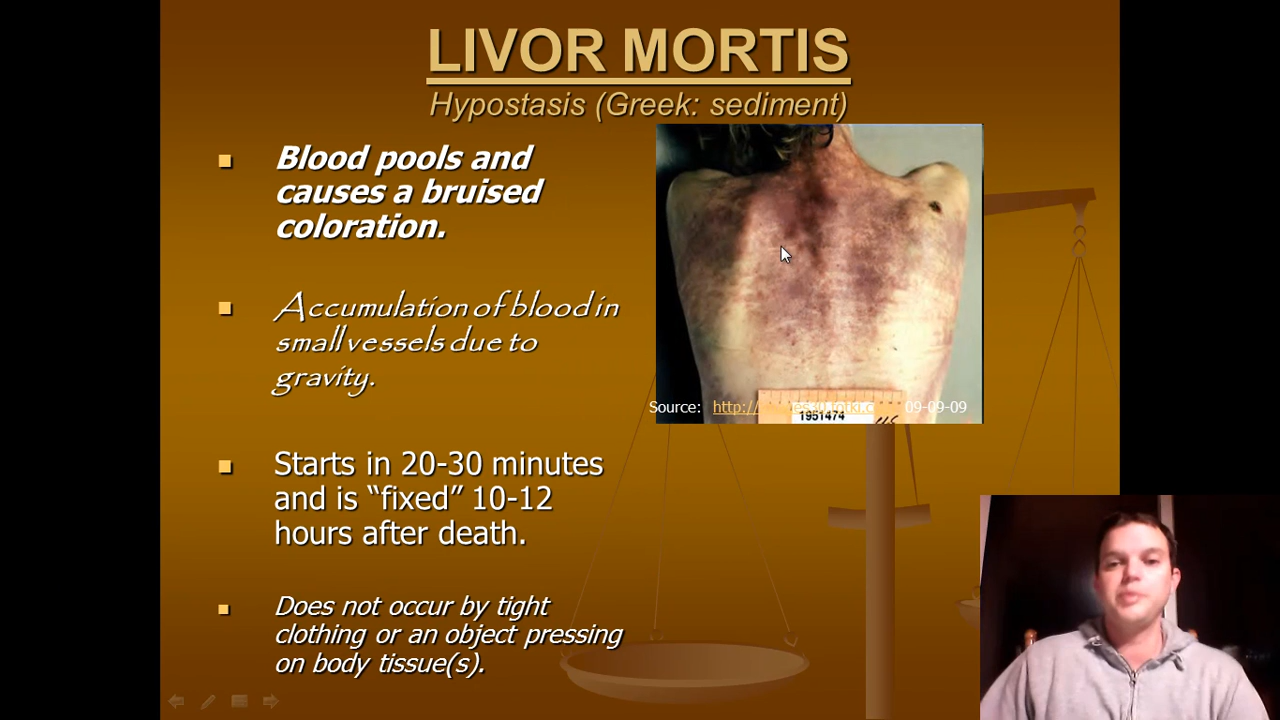 LIVOR MORTIS
Hypostasis (Greek: sediment)
Blood pools and
causes a bruised
coloration.
Accumulation of blood in
small vessels due to
gravity.
Starts in 20-30 minutes
and is “fixed” 10-12
hours after death.
Does not occur by tight
clothing or an object pressing
on body tissue(s).
Source: http:// 09-09-09
1951474